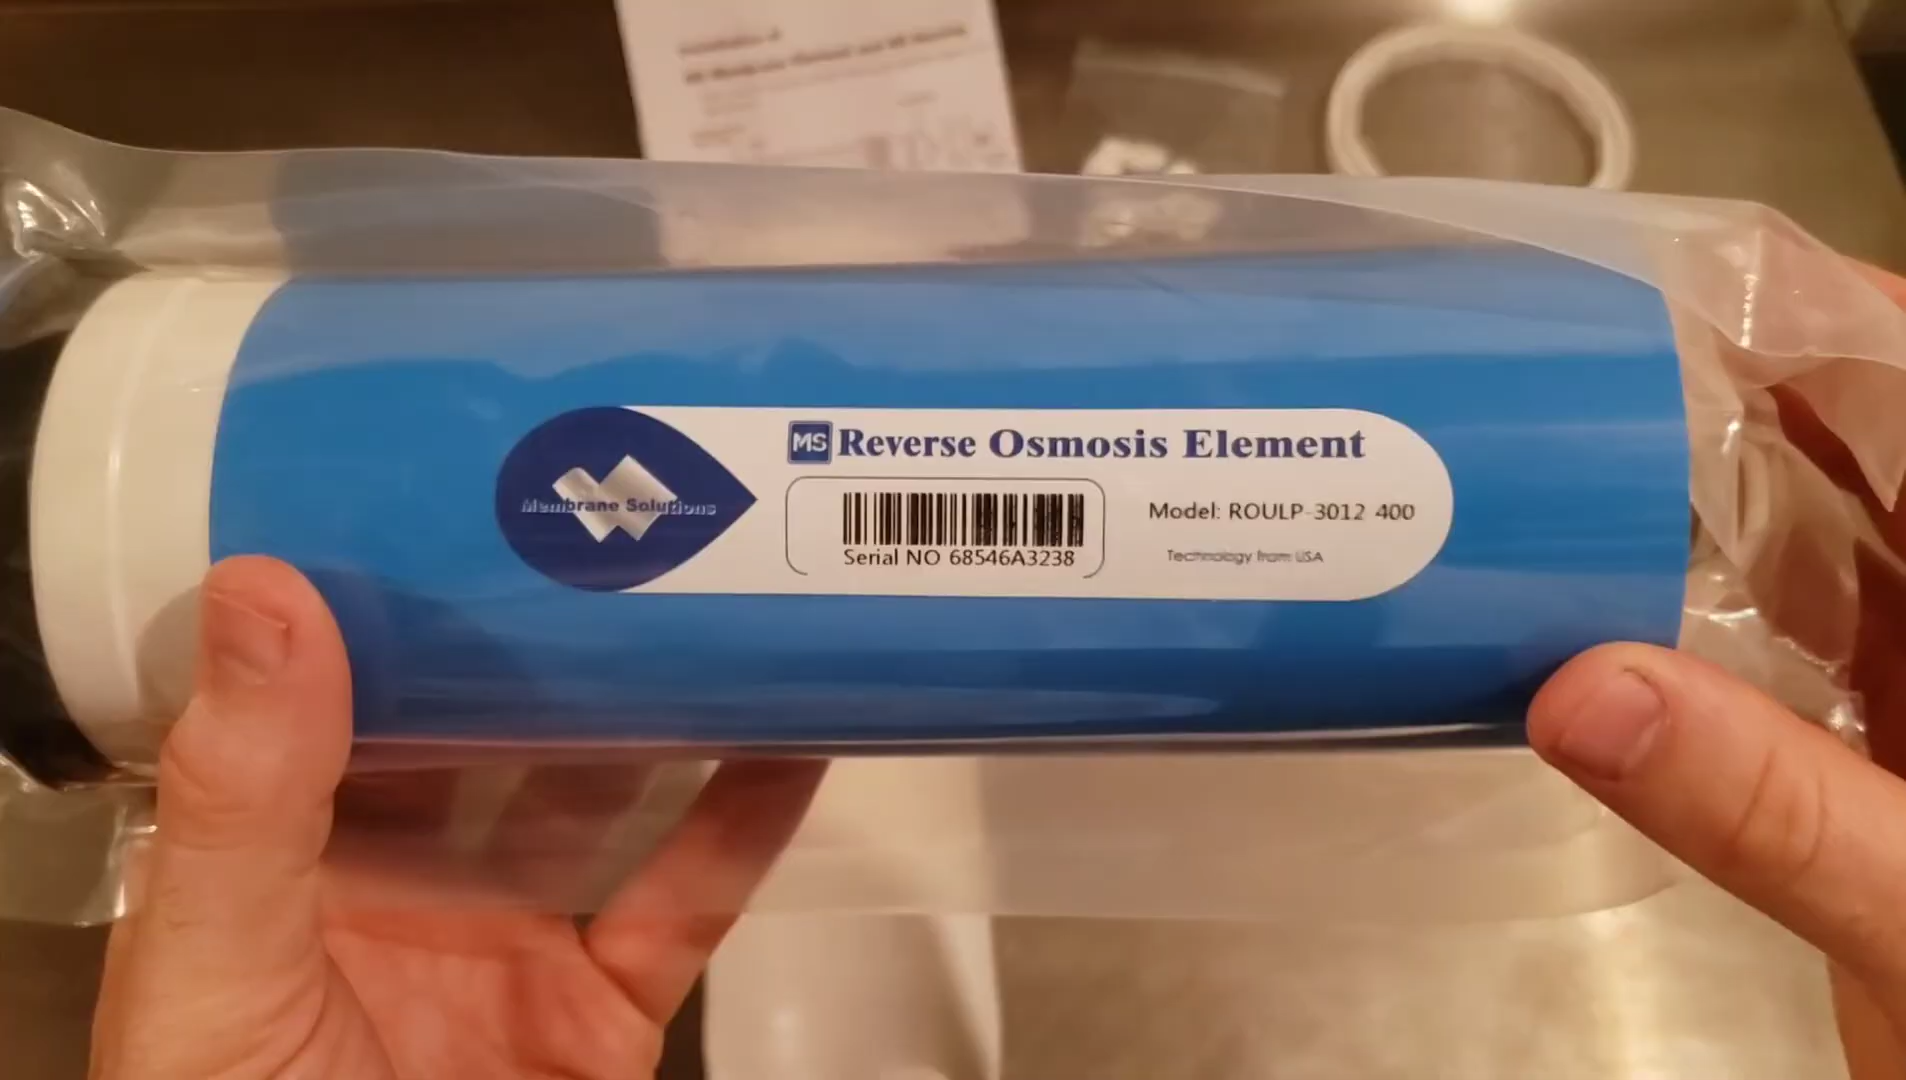 MS Reverse Osmosis Element
Membrane Solutions
Model: ROULP-3012 400
Serial NO 68546A3238
Technology from USA